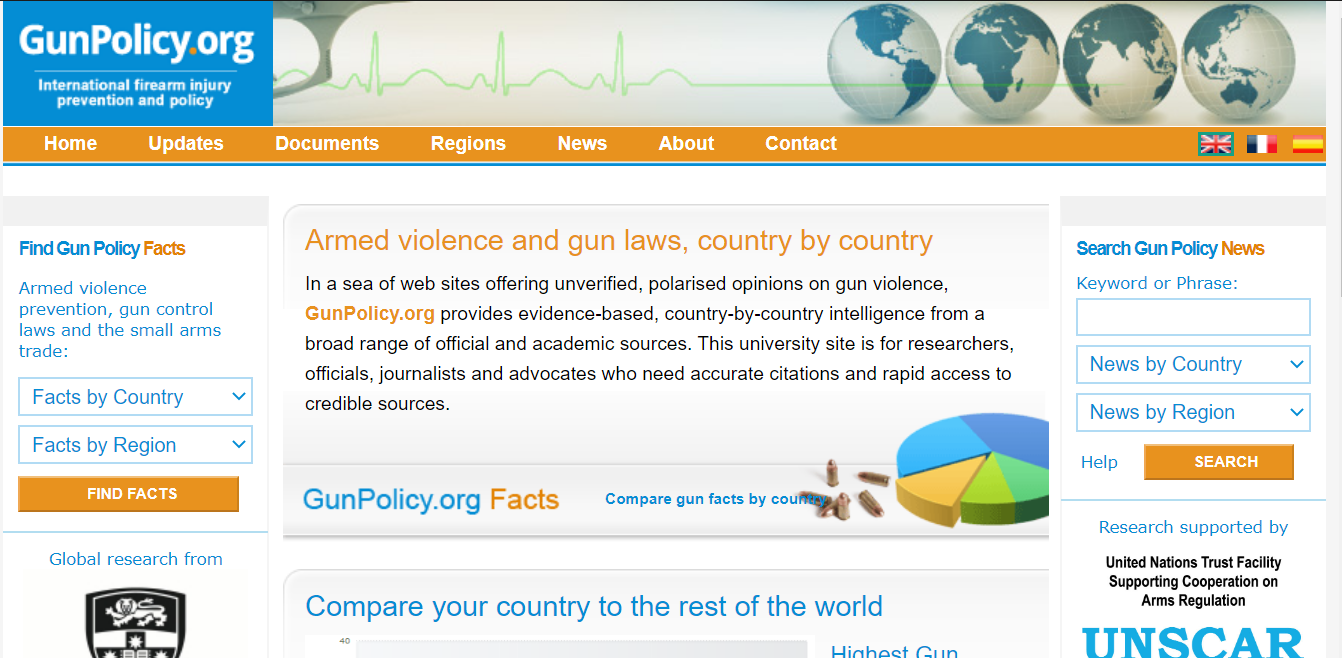 GunPolicy.org
International firearm injury
prevention and policy
Home
Updates
Documents
Regions
News
About
Contact
Find Gun Policy Facts
Armed violence
prevention, gun control
laws and the small arms
trade:
Facts by Country
Facts by Region
FIND FACTS
Global research from
Armed violence and gun laws, country by country
In a sea of web sites offering unverified, polarised opinions on gun violence,
GunPolicy.org provides evidence-based, country-by-country intelligence from a
broad range of official and academic sources. This university site is for researchers,
officials, journalists and advocates who need accurate citations and rapid access to
credible sources.
GunPolicy.org Facts
Compare gun facts by country
Compare your country to the rest of the world
40
Highest Gun
Search Gun Policy News
Keyword or Phrase:
News by Country
News by Region
Help
SEARCH
Research supported by
United Nations Trust Facility
Supporting Cooperation on
Arms Regulation
UNSCAR